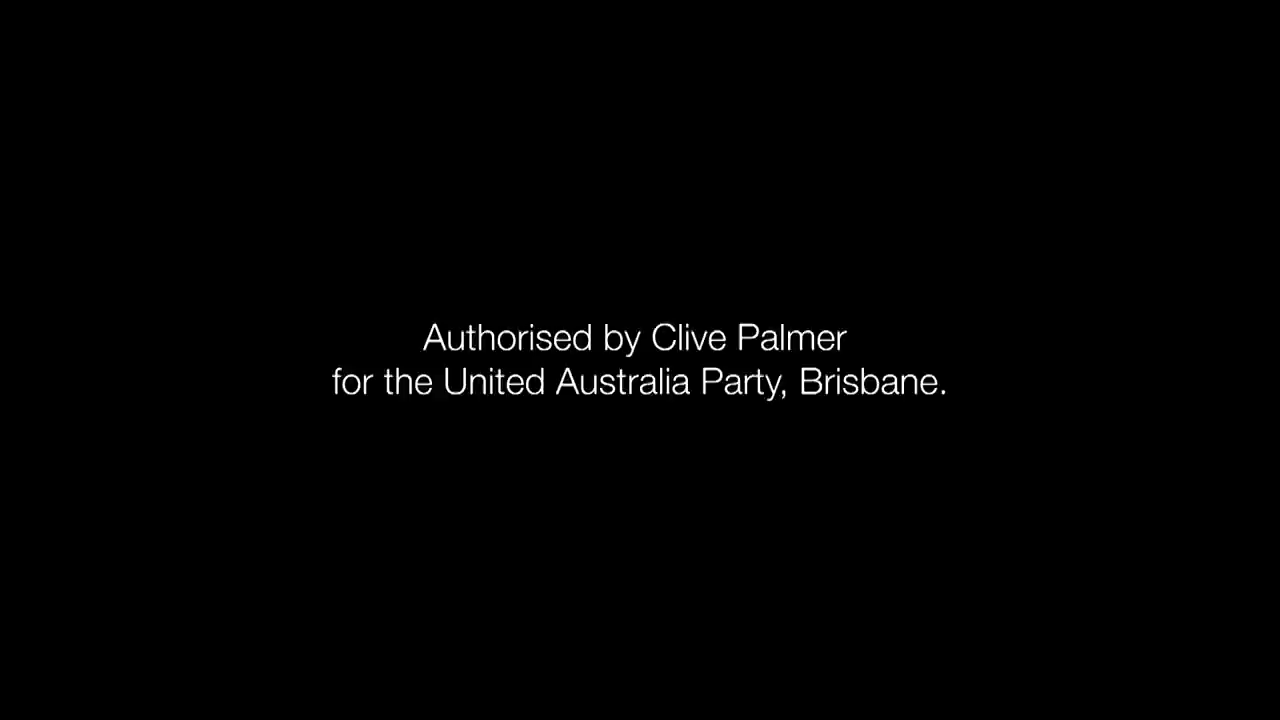 Authorised by Clive Palmer
for the United Australia Party, Brisbane.